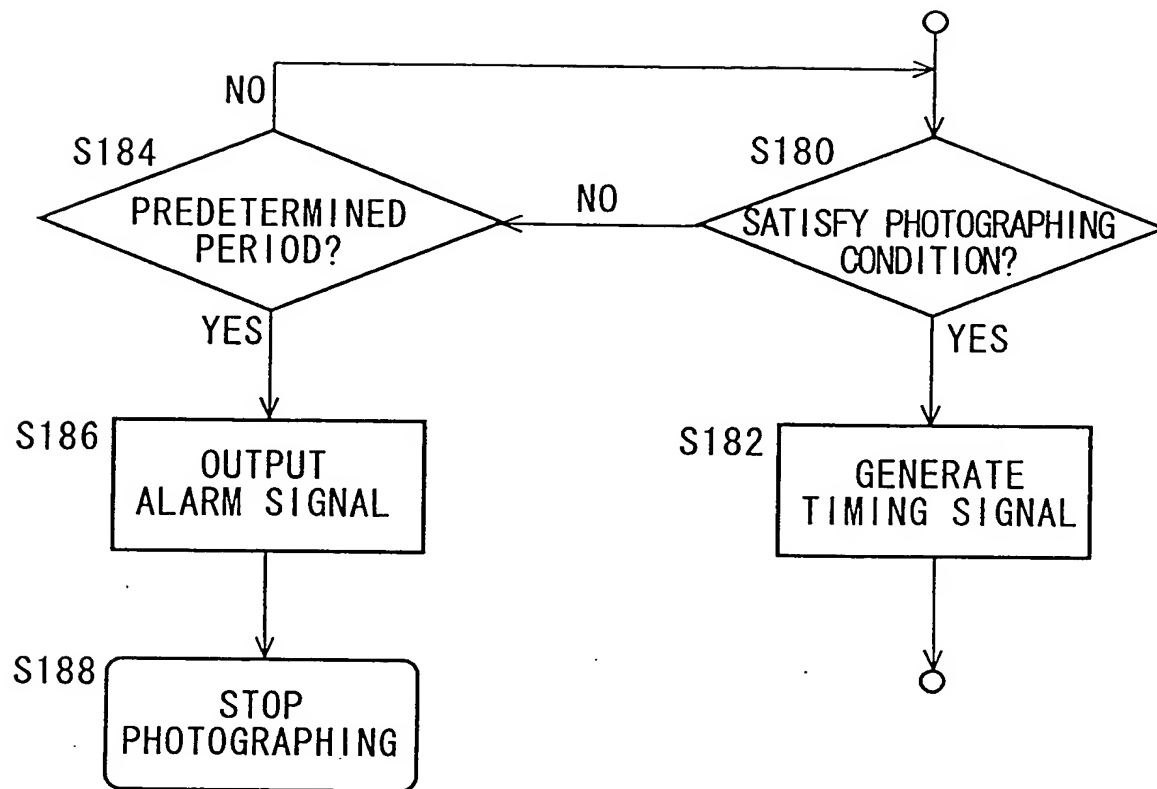 NO
S184
S180
PREDETERMINED
PERIOD?
NO
SATISFY PHOTOGRAPHING
CONDITION?
YES
YES
S186
OUTPUT
ALARM SIGNAL
S182
GENERATE
TIMING SIGNAL
S188
STOP
PHOTOGRAPHING